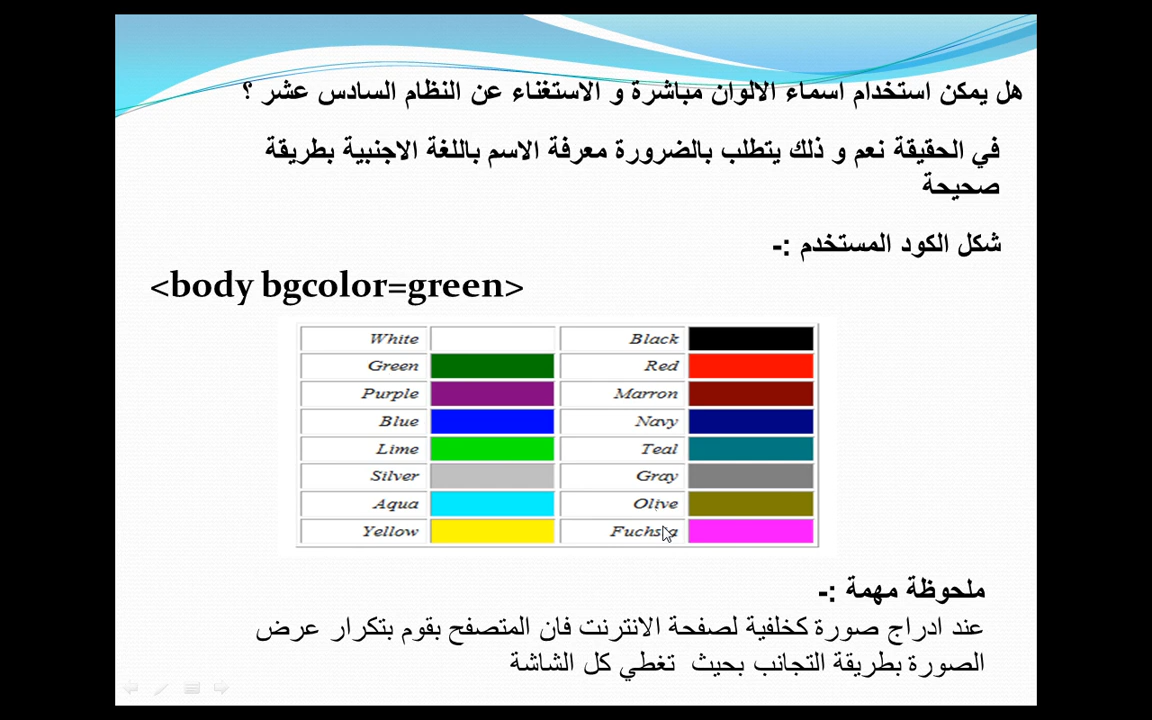 هل يمكن استخدام اسماء الالوان مباشرة و الاستغناء عن النظام السادس عشر ؟
في الحقيقة نعم و ذلك يتطلب بالضرورة معرفة الاسم باللغة الاجنبية بطريقة
صحيحة
شكل الكود المستخدم :-
<body bgcolor=green>
White Black
Green Red
Purple Marron
Blue Navy
Lime Teal
Silver Gray
Aqua Olive
Yellow Fuchsia
ملحوظة مهمة :-
عند ادراج صورة كخلفية لصفحة الانترنت فان المتصفح بقوم بتكرار عرض
الصورة بطريقة التجانب بحيث تغطي كل الشاشة